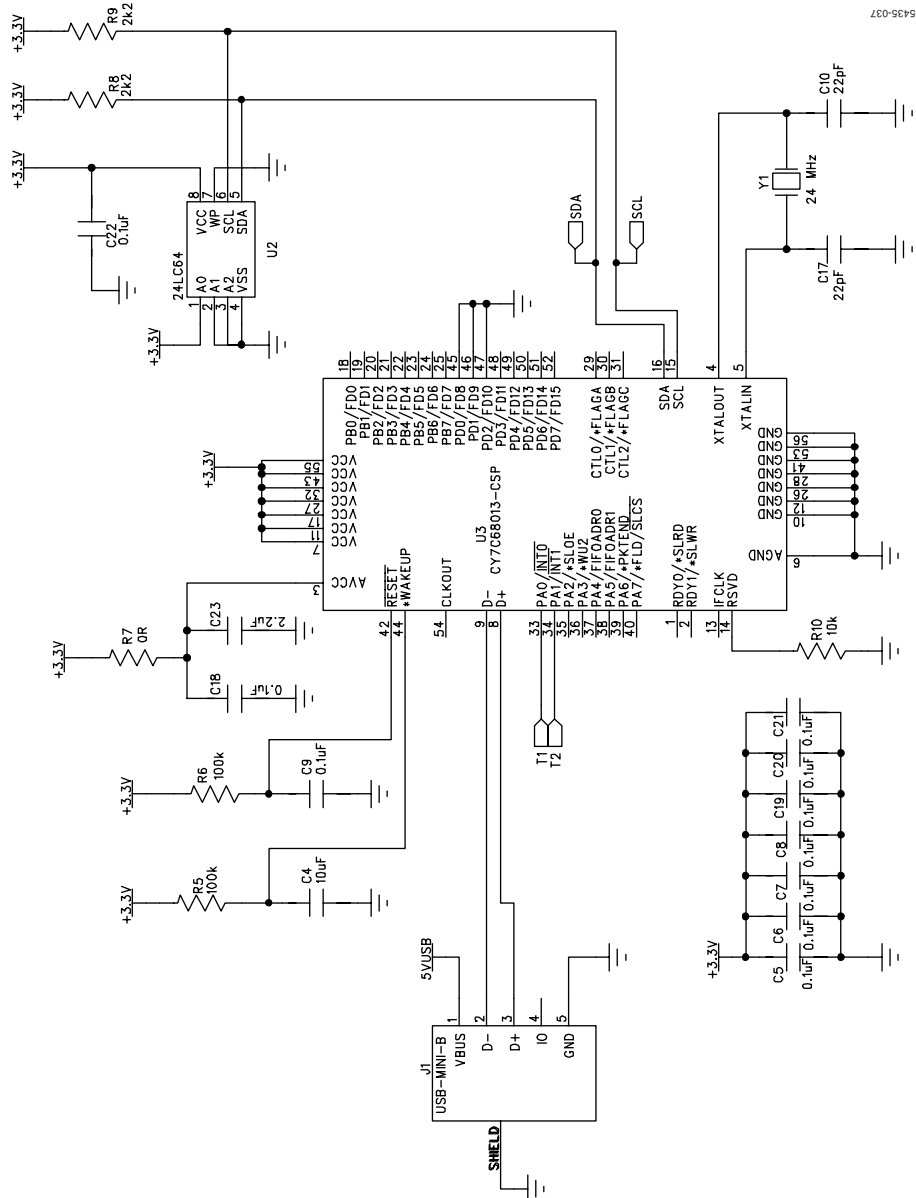 5435-037
+3.3V
R9
2k2
+3.3V
R8
2k2
+3.3V
C22
0.1uF
24LC64
U2
1 A0
2 A1
3 A2
4 VSS
VCC 8
WP 7
SCL 6
SDA 5
+3.3V
SDA
SCL
C10
22pF
Y1
24 MHz
C17
22pF
+3.3V
VCC 55
VCC 43
VCC 32
VCC 27
VCC 17
VCC 11
VCC 7
AVCC 3
PB0/FD0 18
PB1/FD1 19
PB2/FD2 20
PB3/FD3 21
PB4/FD4 22
PB5/FD5 23
PB6/FD6 24
PB7/FD7 25
PD0/FD8 45
PD1/FD9 46
PD2/FD10 47
PD3/FD11 48
PD4/FD12 49
PD5/FD13 50
PD6/FD14 51
PD7/FD15 52
CTL0/*FLAGA 29
CTL1/*FLAGB 30
CTL2/*FLAGC 31
SDA 16
SCL 15
XTALOUT 4
XTALIN 5
U3
CY7C68013-CSP
42 RESET
44 *WAKEUP
54 CLKOUT
9 D-
8 D+
33 PA0/INT0
34 PA1/INT1
35 PA2/*SLOE
36 PA3/*WU2
37 PA4/FIFOADR0
38 PA5/FIFOADR1
39 PA6/*PKTEND
40 PA7/*FLD/SLCS
1 RDY0/*SLRD
2 RDY1/*SLWR
13 IFCLK
14 RSVD
GND 56
GND 53
GND 41
GND 28
GND 26
GND 12
GND 10
AGND 6
+3.3V
R7
0R
C23
2.2uF
C18
0.1uF
+3.3V
R6
100k
C9
0.1uF
+3.3V
R5
100k
C4
10uF
T1
T2
R10
10k
+3.3V
C5
0.1uF
C6
0.1uF
C7
0.1uF
C8
0.1uF
C19
0.1uF
C20
0.1uF
C21
0.1uF
5VUSB
J1
USB-MINI-B
VBUS 1
D- 2
D+ 3
IO 4
GND 5
SHIELD